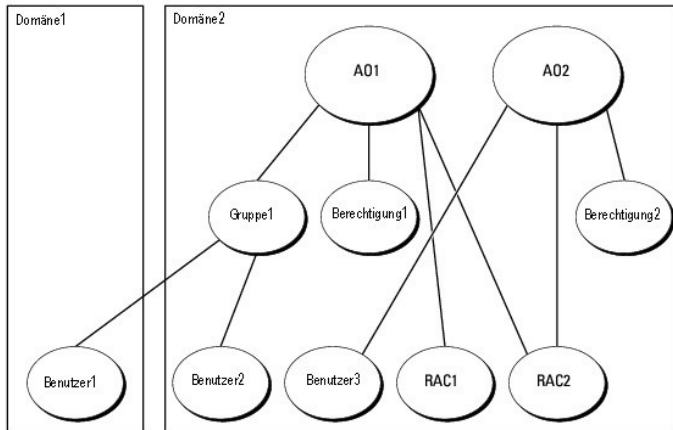 Domäne1
Domäne2
AO1
AO2
Gruppe1
Berechtigung1
Berechtigung2
Benutzer1
Benutzer2
Benutzer3
RAC1
RAC2